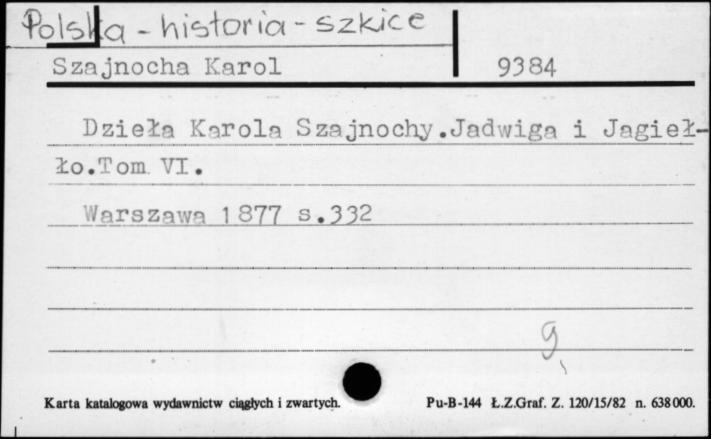 Polska - historia - szkice
Szajnocha Karol 9384
Dzieła Karola Szajnochy.Jadwiga i Jagieł-
ło.Tom VI.
Warszawa 1877 s.332
g
Karta katalogowa wydawnictw ciągłych i zwartych. Pu-B-144 Ł.Z.Graf. Z. 120/15/82 n. 638000.